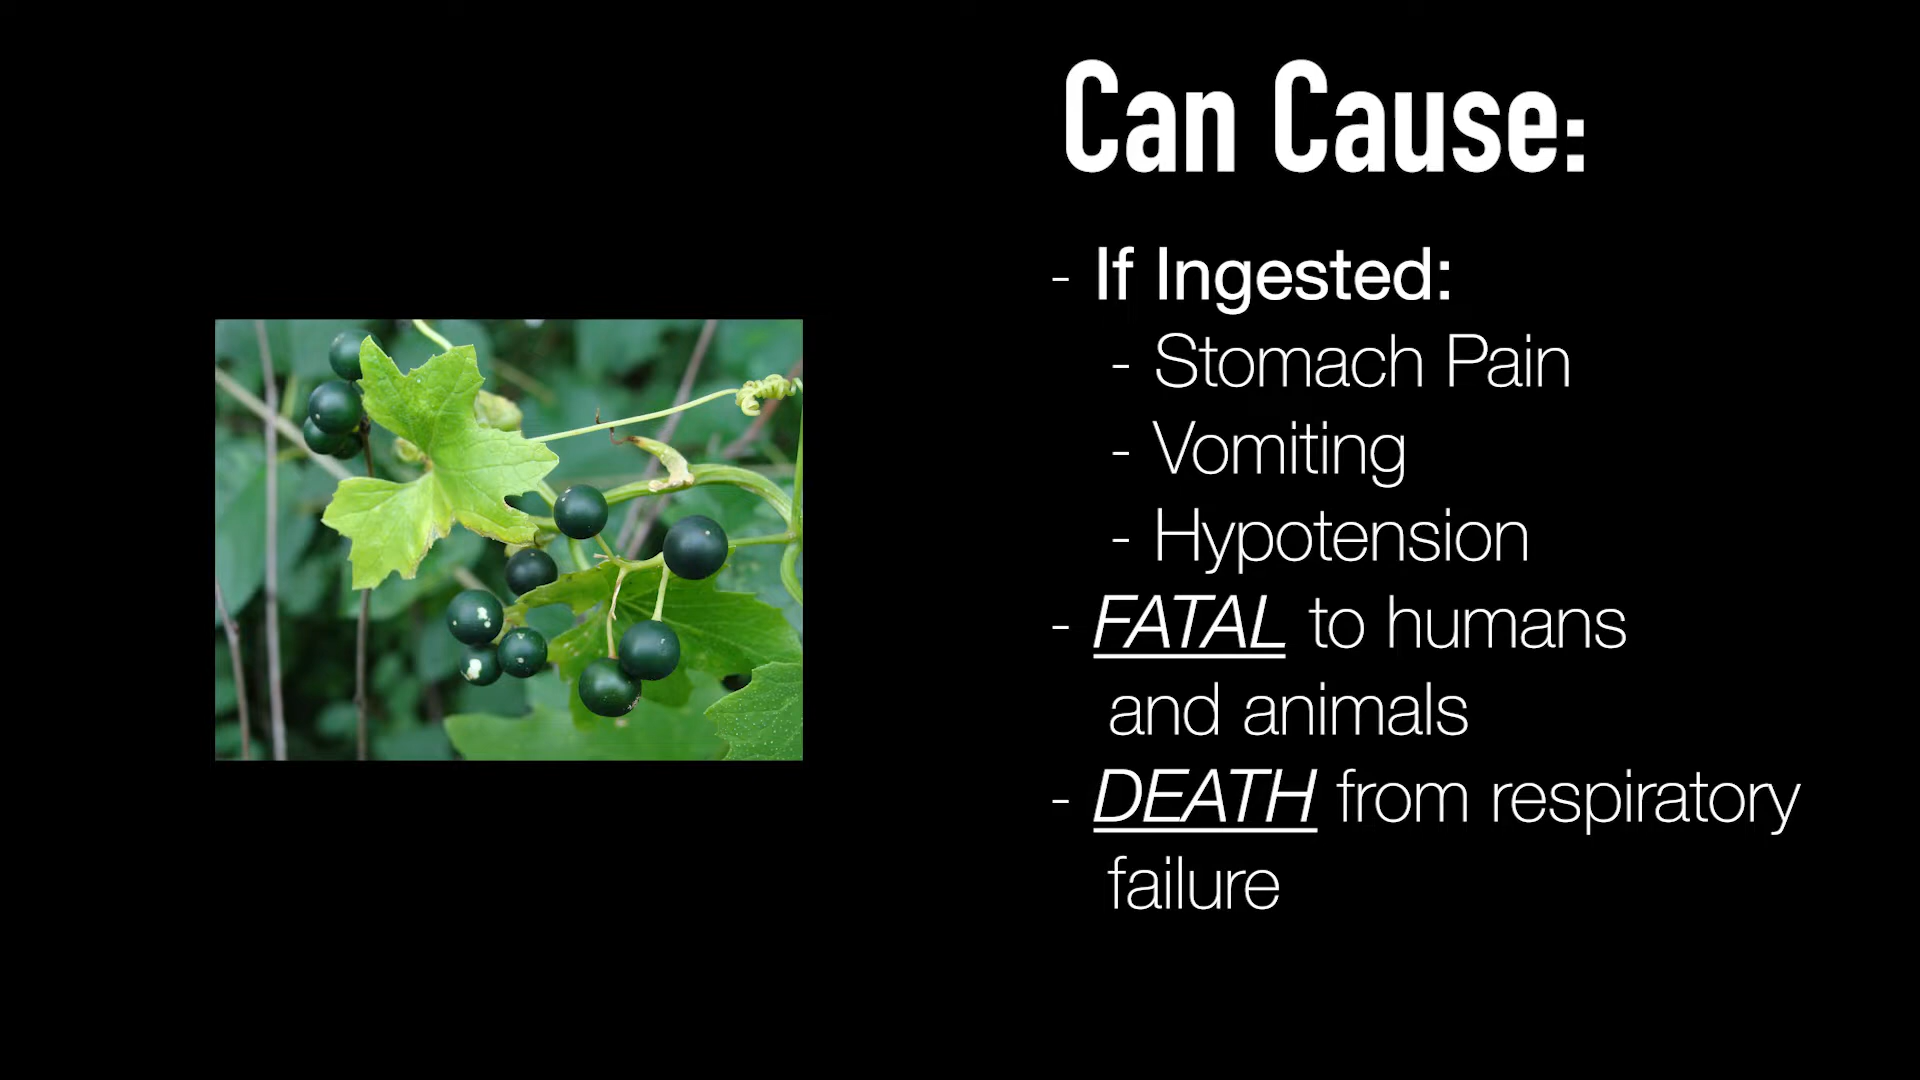 Can Cause:
- If Ingested:
- Stomach Pain
- Vomiting
- Hypotension
- FATAL to humans
and animals
- DEATH from respiratory
failure